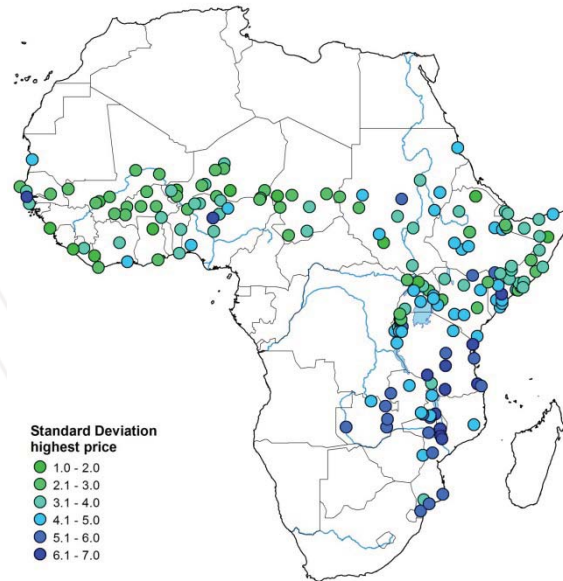 Standard Deviation
highest price
1.0 - 2.0
2.1 - 3.0
3.1 - 4.0
4.1 - 5.0
5.1 - 6.0
6.1 - 7.0